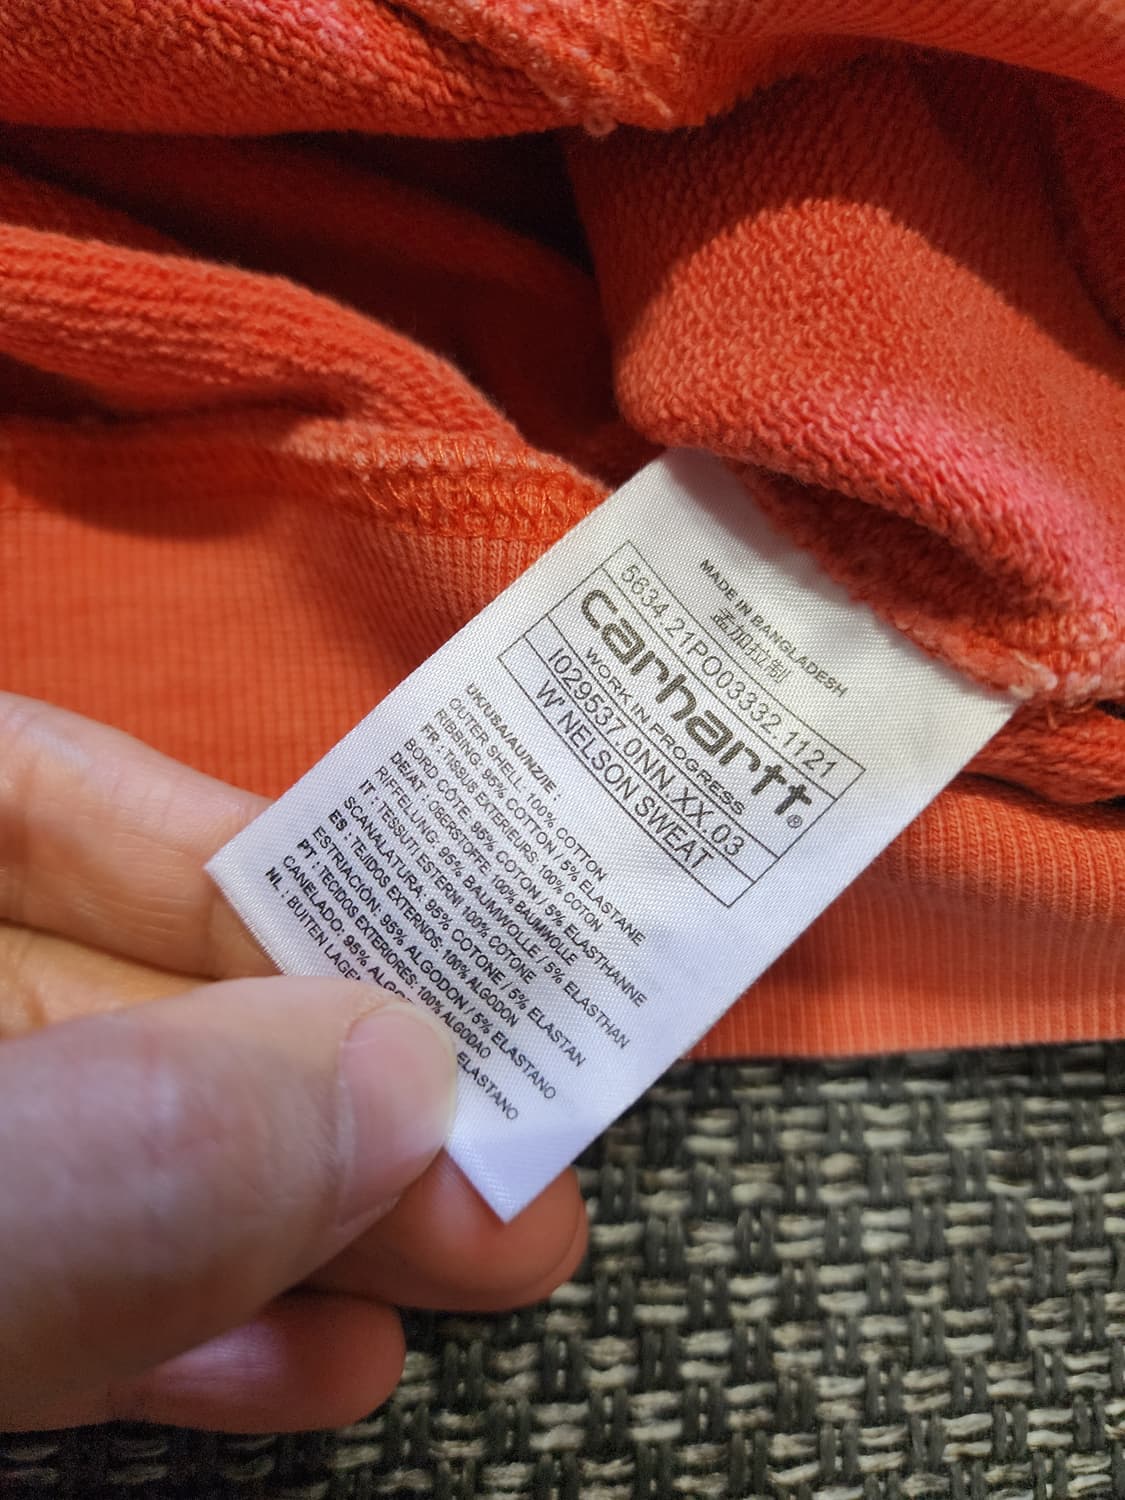 MADE IN BANGLADESH
孟加拉制
5634.21PO03332.1121
carhartt®
WORK IN PROGRESS
I029537.0NN.XX.03
W' NELSON SWEAT
UK/USA/AU/NZ/IE :
OUTER SHELL: 100% COTTON
RIBBING. 95% COTTON / 5% ELASTANE
FR : TISSUS EXTERIEURS: 100% COTON
BORD CÔTE: 95% COTON / 5% ELASTHANNE
DE/AT : OBERSTOFFE 100% BAUMWOLLE
RIFFELLUNG: 95% BAUMWOLLE / 5% ELASTHAN
IT : TESSUTI ESTERNI 100% COTONE
SCANALATURA: 95% COTONE / 5% ELASTAN
ES : TEJIDOS EXTERNOS. 100% ALGODON
ESTRIACIÓN: 95% ALGODON / 5% ELASTANO
PT : TECIDOS EXTERIORES: 100% ALGODAO
CANELADO: 95% ELASTANO
NL : BUITEN